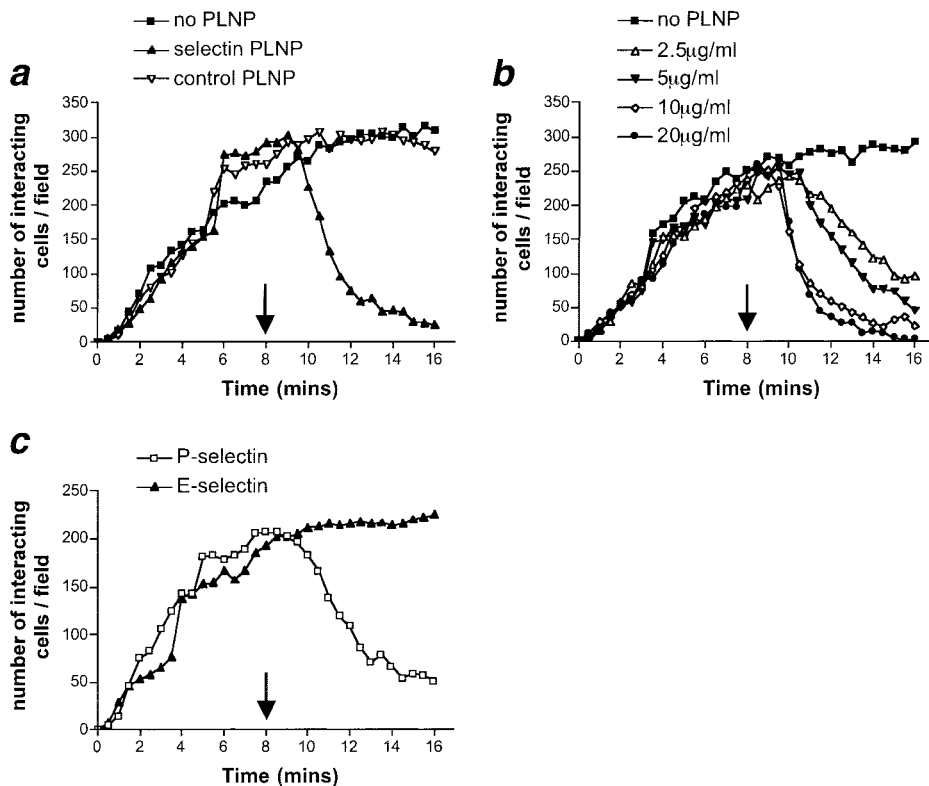 a
no PLNP
selectin PLNP
control PLNP
number of interacting
cells / field
350
300
250
200
150
100
50
0
0 2 4 6 8 10 12 14 16
Time (mins)
b
no PLNP
2.5µg/ml
5µg/ml
10µg/ml
20µg/ml
number of interacting
cells / field
350
300
250
200
150
100
50
0
0 2 4 6 8 10 12 14 16
Time (mins)
c
P-selectin
E-selectin
number of interacting
cells / field
250
200
150
100
50
0
0 2 4 6 8 10 12 14 16
Time (mins)